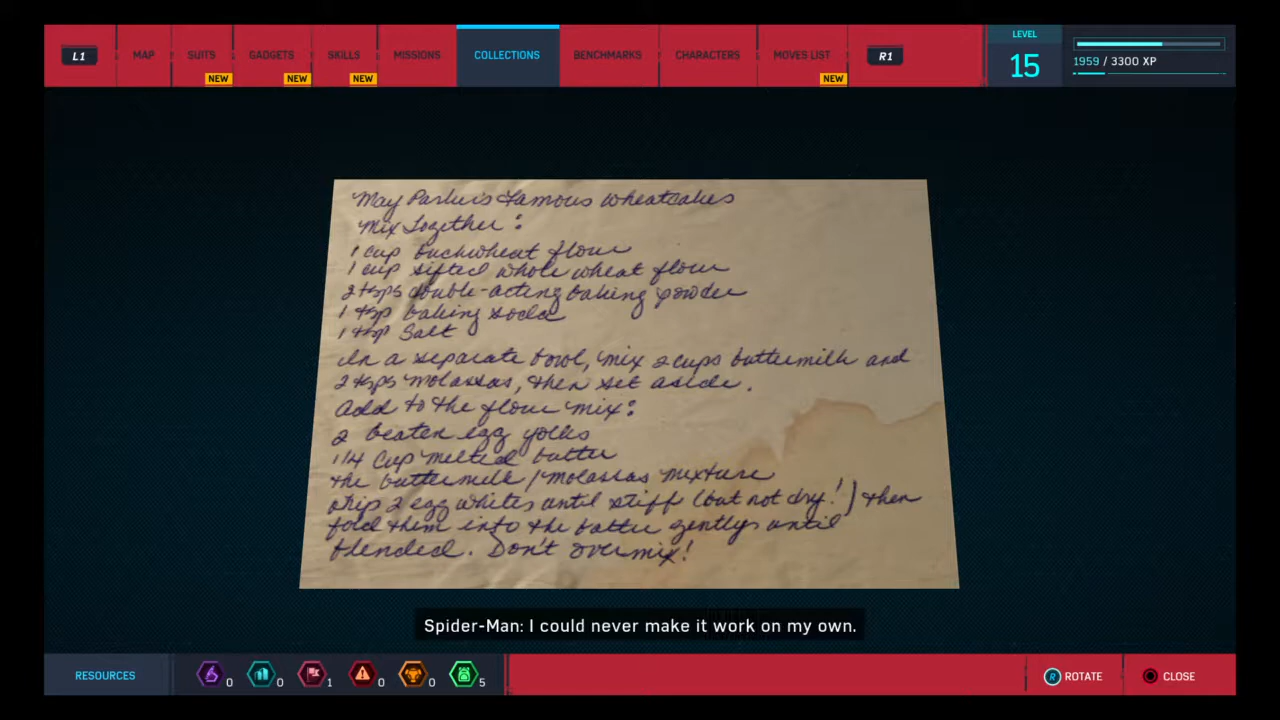 L1
MAP
SUITS
NEW
GADGETS
NEW
SKILLS
NEW
MISSIONS
COLLECTIONS
BENCHMARKS
CHARACTERS
MOVES LIST
NEW
R1
LEVEL
15
1959 / 3300 XP
May Parker's Famous Wheatcakes
Mix Together:
1 cup buckwheat flour
1 cup sifted whole wheat flour
2 tsps double-acting baking powder
1 tsp baking soda
1 tsp Salt
In a separate bowl, mix 2 cups buttermilk and
2 tsps molassas, then set aside.
Add to the flour mix:
2 beaten egg yolks
1/4 Cup melted butter
the buttermilk / molassas mixture
whip 2 egg whites until stiff (but not dry!) then
fold them into the batter gently until
blended. Don't overmix!
Spider-Man: I could never make it work on my own.
RESOURCES
0
0
1
0
0
5
R ROTATE
CLOSE